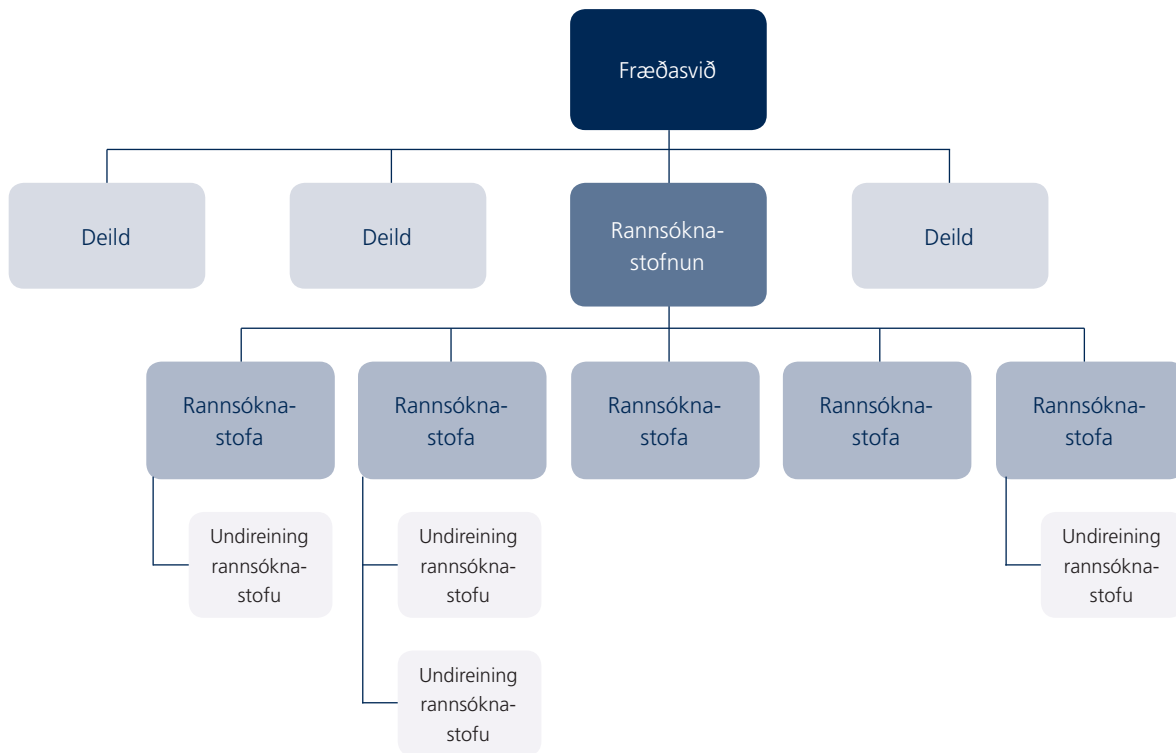 Fræðasvið
Deild
Deild
Rannsókna-
stofnun
Deild
Rannsókna-
stofa
Rannsókna-
stofa
Rannsókna-
stofa
Rannsókna-
stofa
Rannsókna-
stofa
Undireining
rannsókna-
stofu
Undireining
rannsókna-
stofu
Undireining
rannsókna-
stofu
Undireining
rannsókna-
stofu